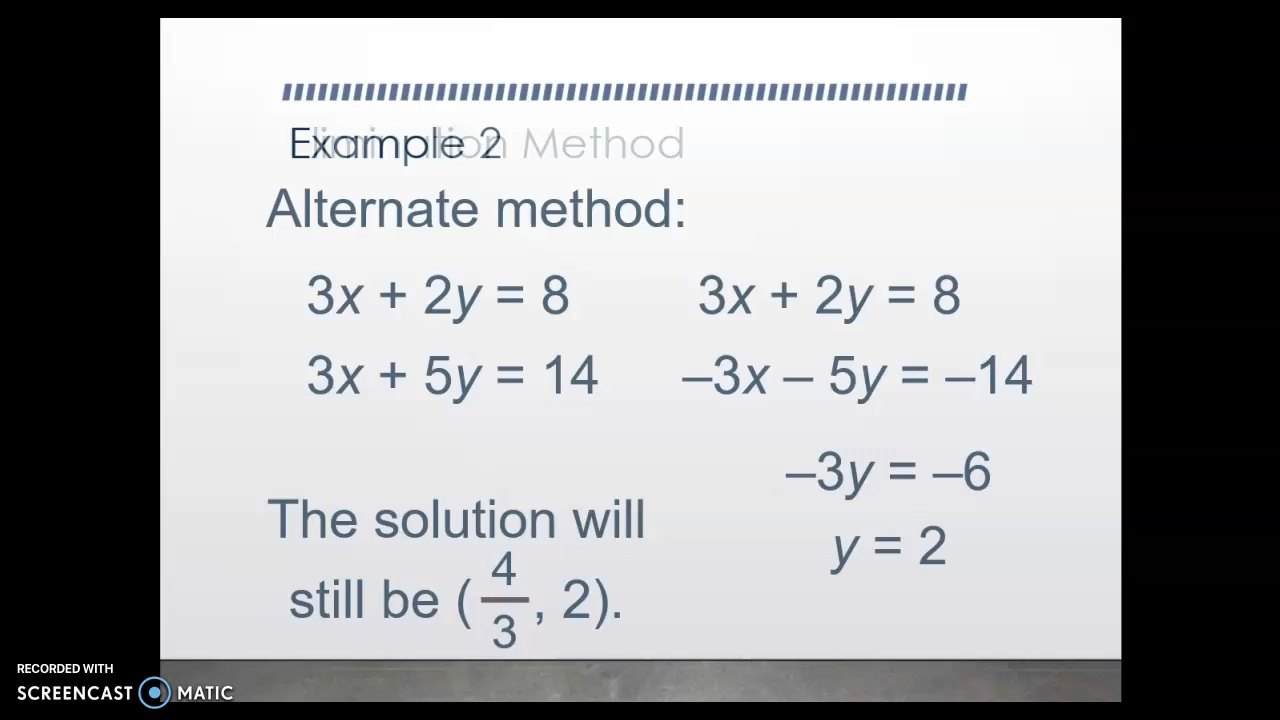 Example 2
Elimination Method
Alternate method:
3x + 2y = 8 3x + 2y = 8
3x + 5y = 14 –3x – 5y = –14
–3y = –6
The solution will
y = 2
still be (4/3, 2).
RECORDED WITH
SCREENCAST MATIC